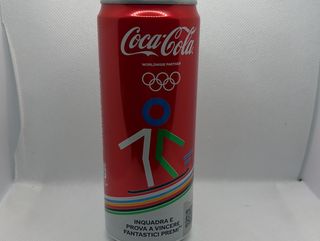 Coca-Cola
WORLDWIDE PARTNER
INQUADRA E
PROVA A VINCERE
FANTASTICI PREMI